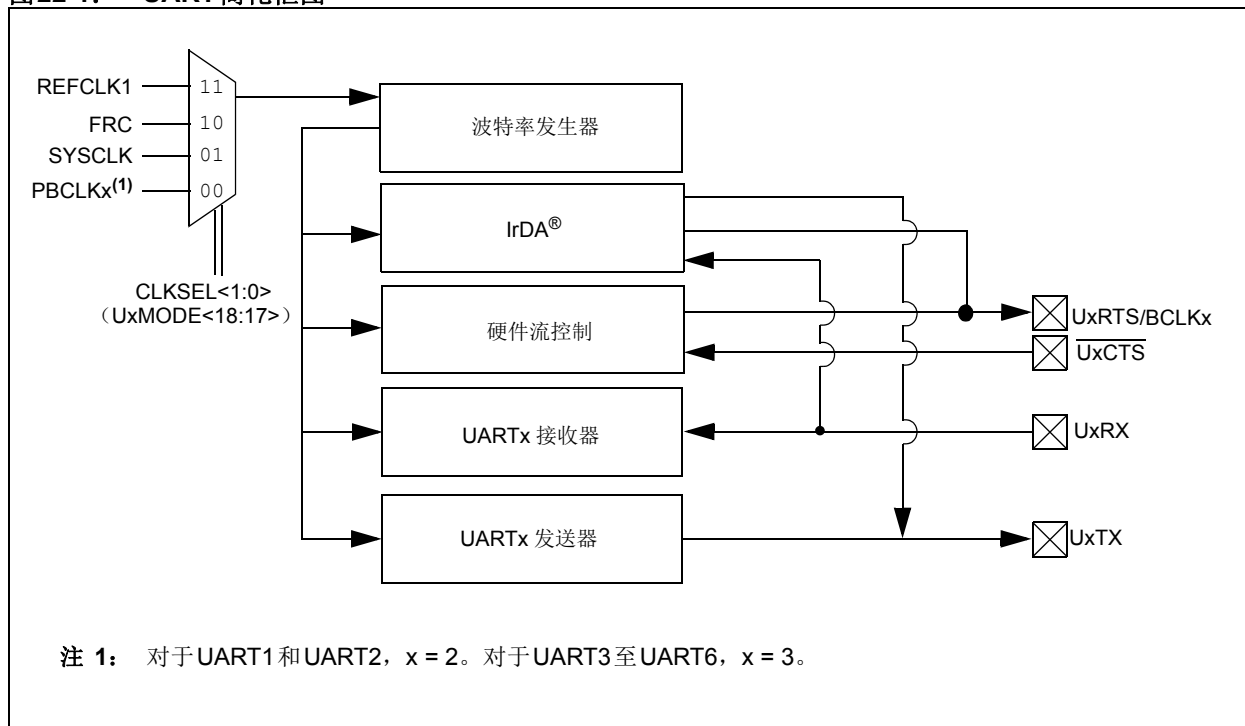 REFCLK1
11
FRC
10
SYSCLK
01
PBCLKx(1)
00
CLKSEL<1:0>
（UxMODE<18:17>）
波特率发生器
IrDA®
硬件流控制
UARTx 接收器
UARTx 发送器
UxRTS/BCLKx
UxCTS
UxRX
UxTX
注 1： 对于UART1和UART2，x = 2。对于UART3至UART6，x = 3。